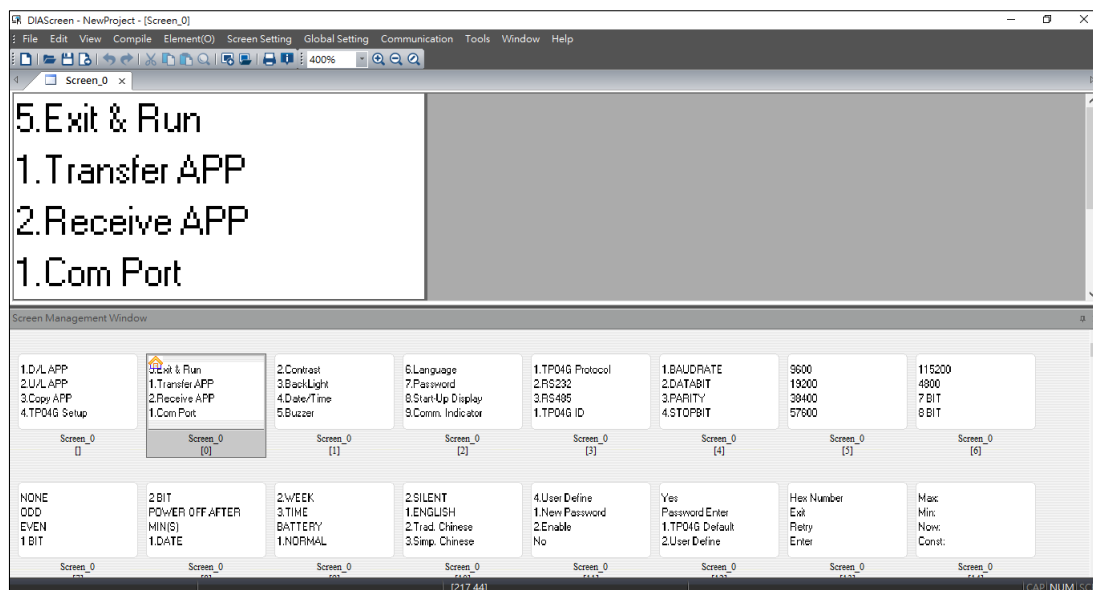 DIAScreen - NewProject - [Screen_0]
File Edit View Compile Element(O) Screen Setting Global Setting Communication Tools Window Help
400%
Screen_0 ×
5.Exit & Run
1.Transfer APP
2.Receive APP
1.Com Port
Screen Management Window
1.D/L APP
2.U/L APP
3.Copy APP
4.TP04G Setup
Screen_0
[]
5.Exit & Run
1.Transfer APP
2.Receive APP
1.Com Port
Screen_0
[0]
2.Contrast
3.BackLight
4.Date/Time
5.Buzzer
Screen_0
[1]
6.Language
7.Password
8.Start-Up Display
9.Comm. Indicator
Screen_0
[2]
1.TP04G Protocol
2.RS232
3.RS485
1.TP04G ID
Screen_0
[3]
1.BAUDRATE
2.DATABIT
3.PARITY
4.STOPBIT
Screen_0
[4]
9600
19200
38400
57600
Screen_0
[5]
115200
4800
7 BIT
8 BIT
Screen_0
[6]
NONE
ODD
EVEN
1 BIT
Screen_0
2 BIT
POWER OFF AFTER
MIN(S)
1.DATE
Screen_0
2.WEEK
3.TIME
BATTERY
1.NORMAL
Screen_0
2.SILENT
1.ENGLISH
2.Trad. Chinese
3.Simp. Chinese
Screen_0
4.User Define
1.New Password
2.Enable
No
Screen_0
Yes
Password Enter
1.TP04G Default
2.User Define
Screen_0
Hex Number
Exit
Retry
Enter
Screen_0
Max:
Min:
Now:
Const:
Screen_0
[217,44]
CAP NUM SC